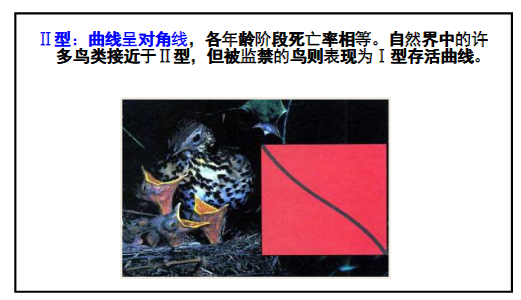 Ⅱ型：曲线呈对角线，各年龄阶段死亡率相等。自然界中的许
多鸟类接近于Ⅱ型，但被监禁的鸟则表现为Ⅰ型存活曲线。